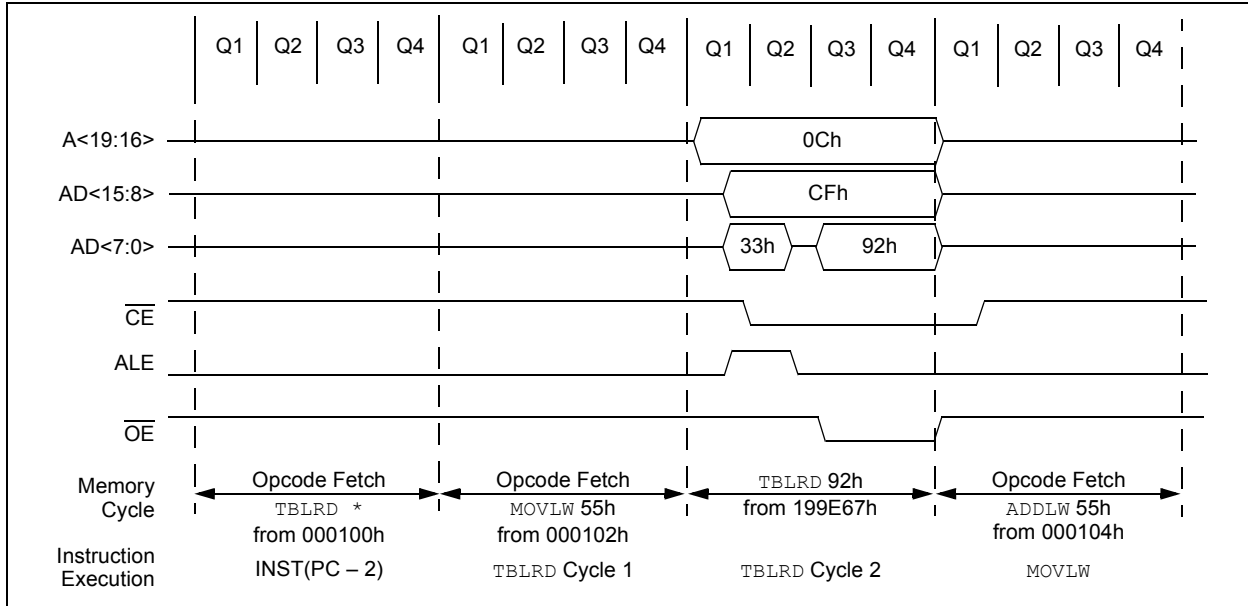 Q1 Q2 Q3 Q4 Q1 Q2 Q3 Q4 Q1 Q2 Q3 Q4 Q1 Q2 Q3 Q4
A<19:16> 0Ch
AD<15:8> CFh
AD<7:0> 33h 92h
CE
ALE
OE
Memory Cycle
Opcode Fetch
TBLRD *
from 000100h
Opcode Fetch
MOVLW 55h
from 000102h
TBLRD 92h
from 199E67h
Opcode Fetch
ADDLW 55h
from 000104h
Instruction Execution
INST(PC – 2)
TBLRD Cycle 1
TBLRD Cycle 2
MOVLW